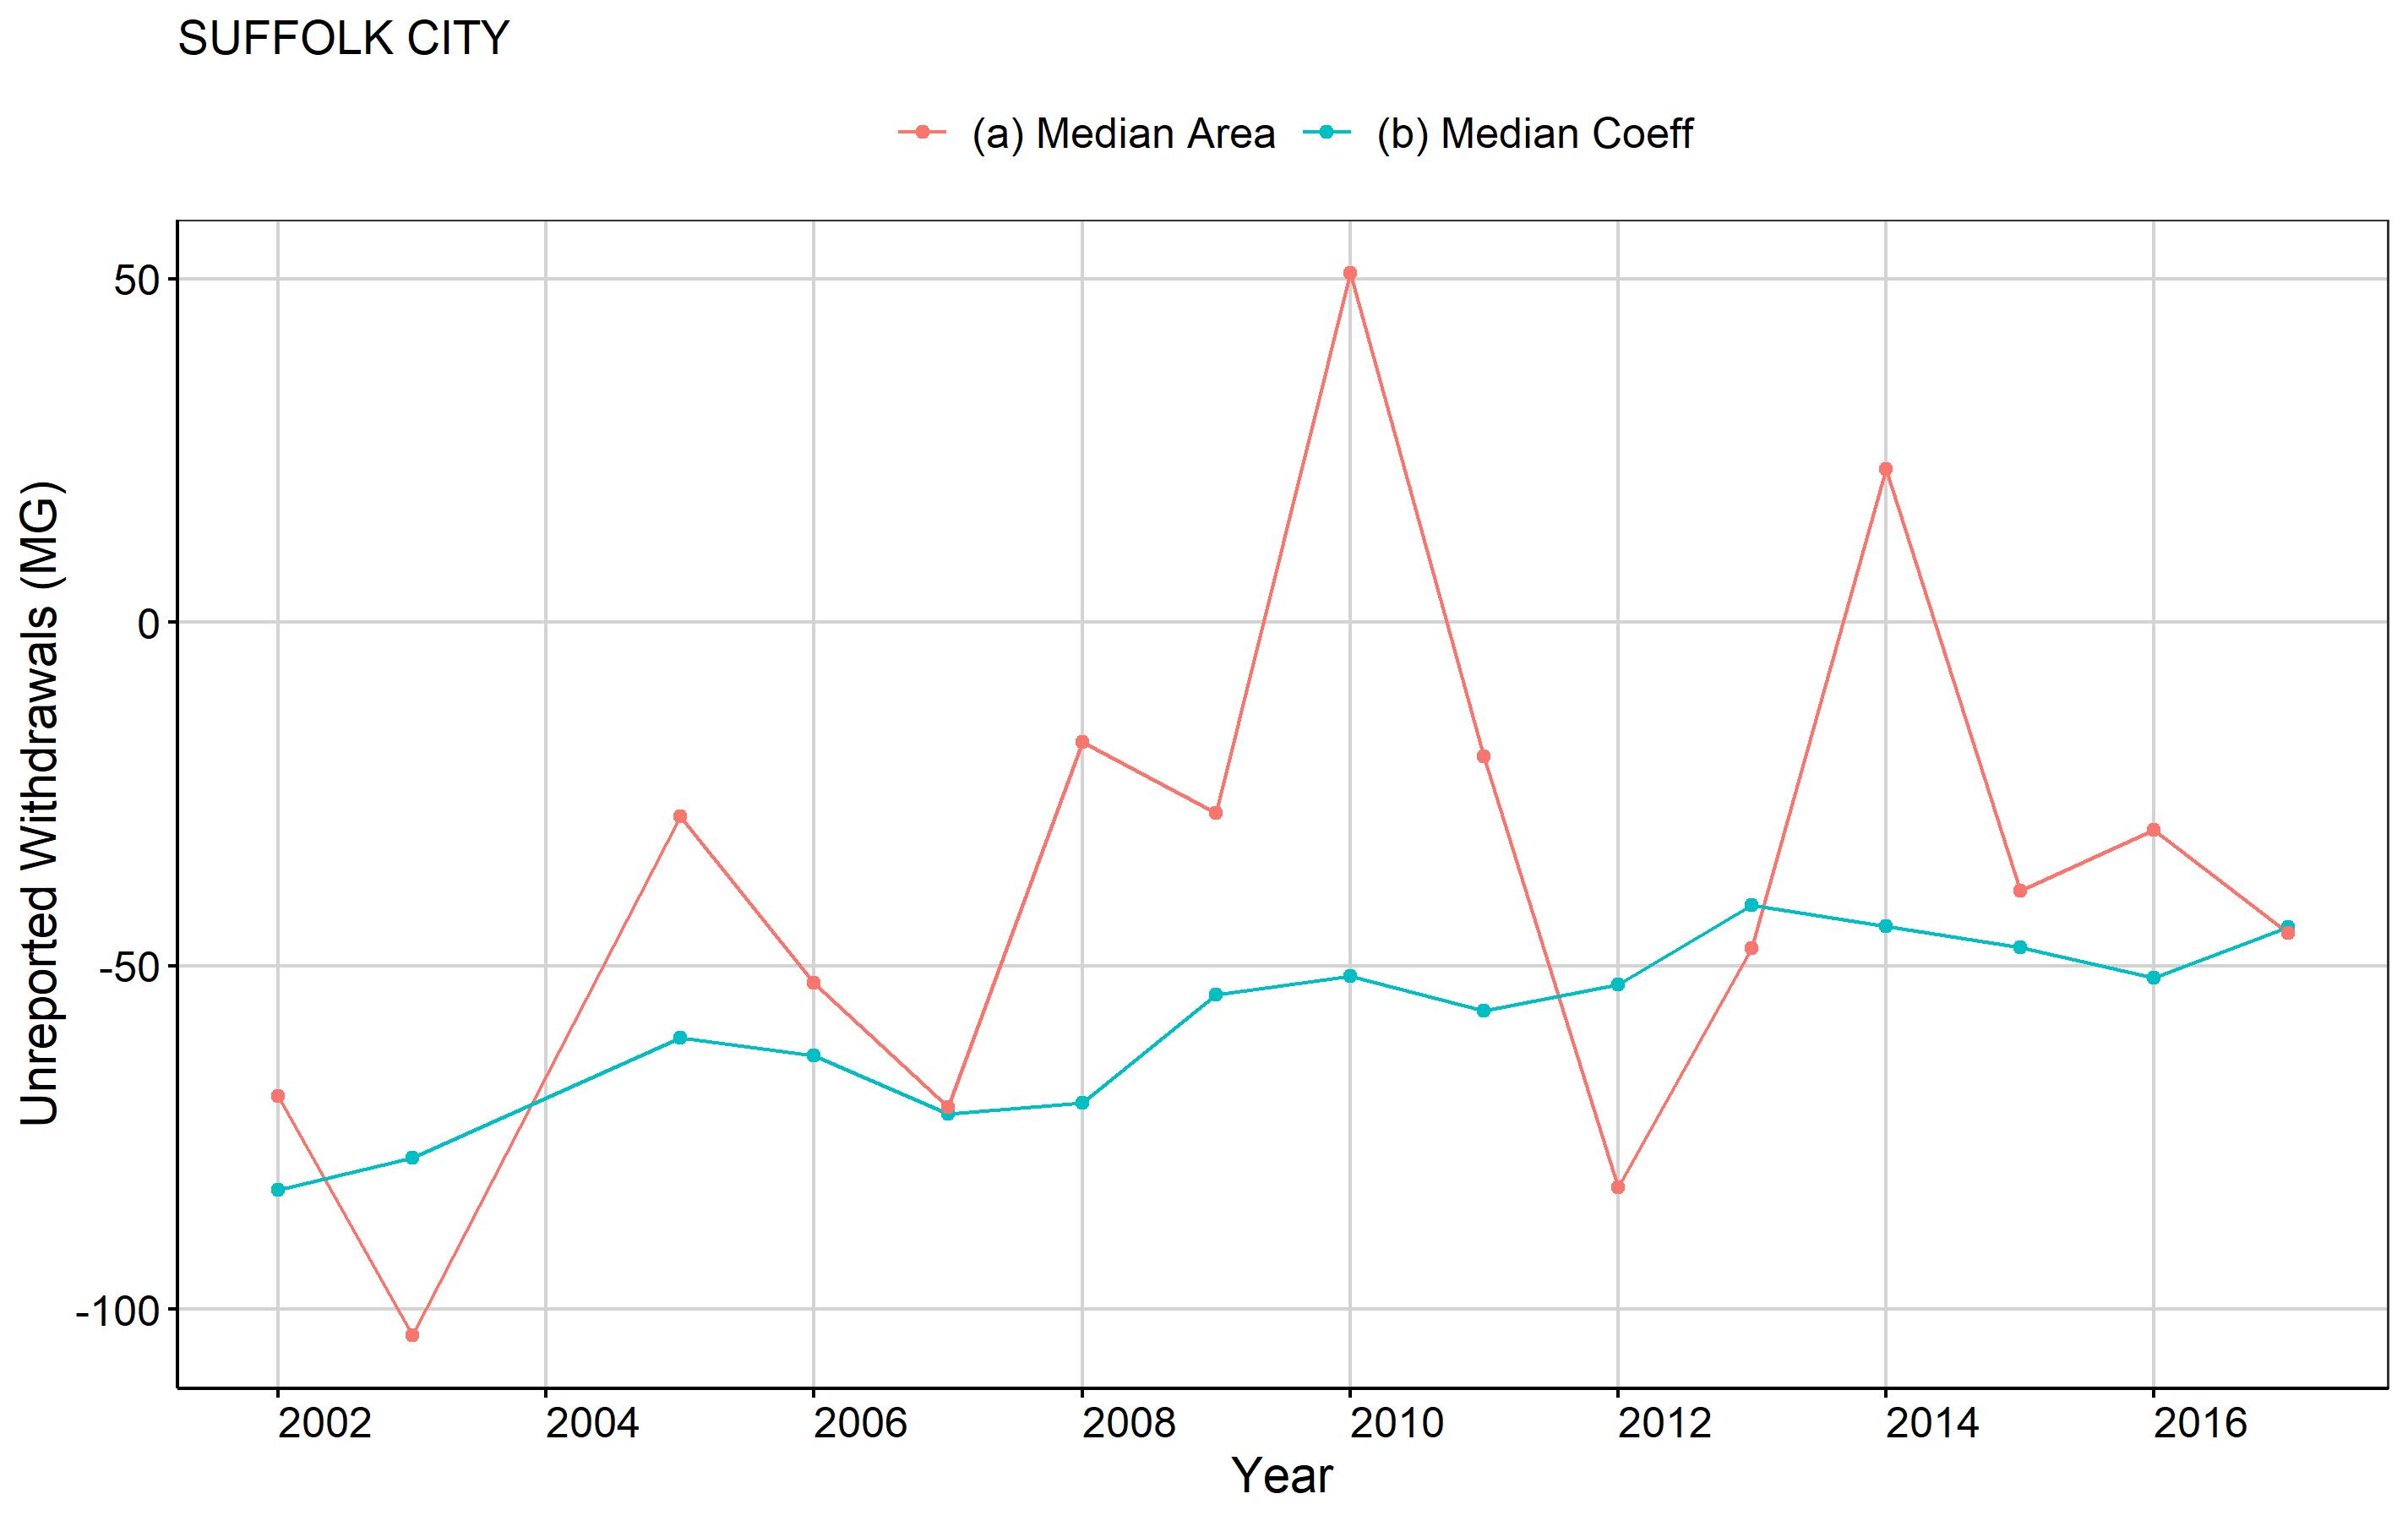 SUFFOLK CITY
(a) Median Area (b) Median Coeff
50
0
-50
-100
Unreported Withdrawals (MG)
2002 2004 2006 2008 2010 2012 2014 2016
Year